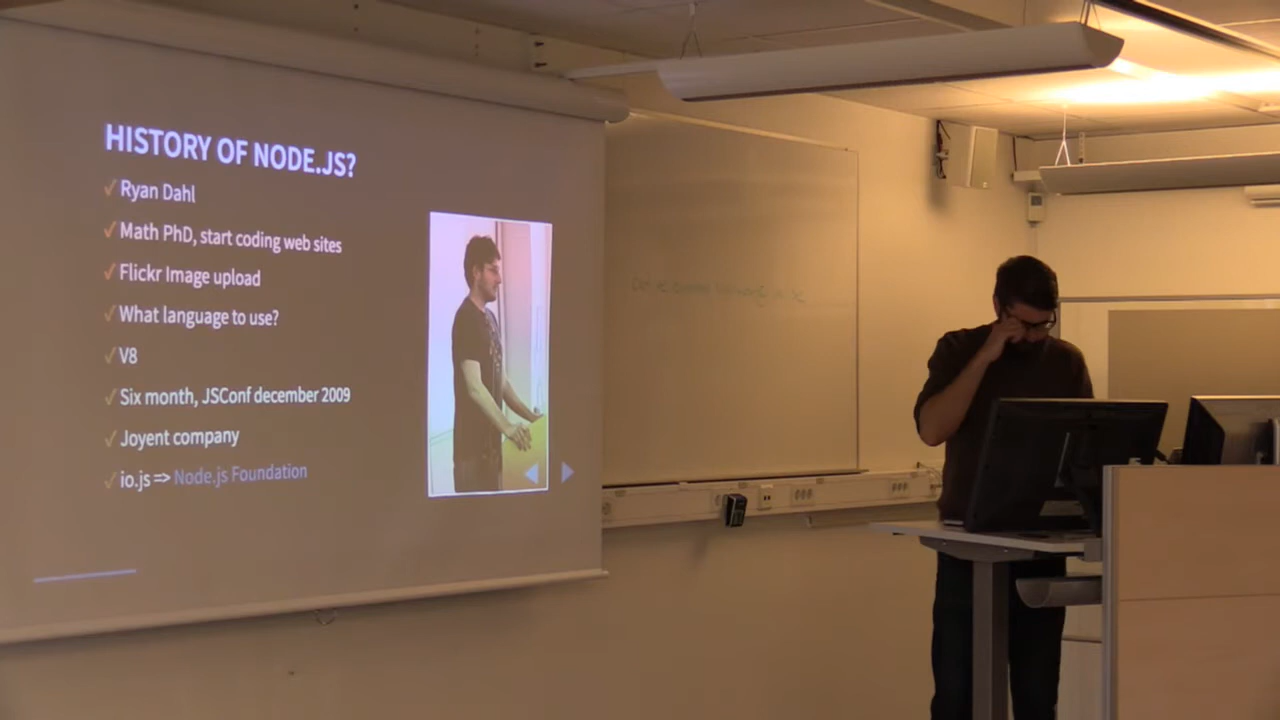 HISTORY OF NODE.JS?
✓ Ryan Dahl
✓ Math PhD, start coding web sites
✓ Flickr Image upload
✓ What language to use?
✓ V8
✓ Six month, JSConf december 2009
✓ Joyent company
✓ io.js => Node.js Foundation